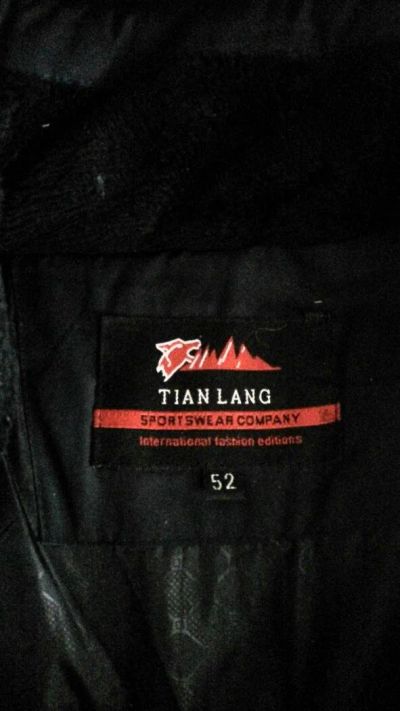 TIAN LANG
SPORTSWEAR COMPANY
International fashion editions
52